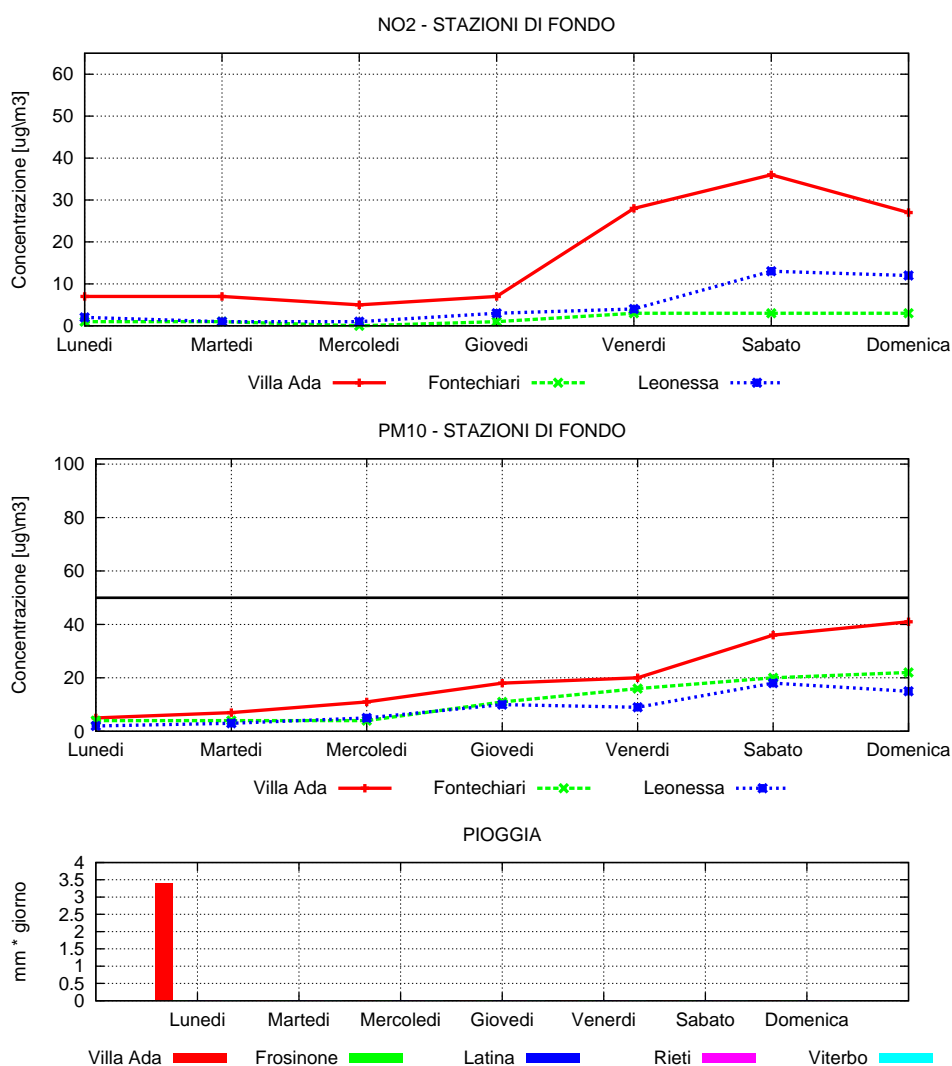 NO2 - STAZIONI DI FONDO
Concentrazione [ug\m3]
60
50
40
30
20
10
0
Lunedi Martedi Mercoledi Giovedi Venerdi Sabato Domenica
Villa Ada Fontechiari Leonessa
PM10 - STAZIONI DI FONDO
Concentrazione [ug\m3]
100
80
60
40
20
0
Lunedi Martedi Mercoledi Giovedi Venerdi Sabato Domenica
Villa Ada Fontechiari Leonessa
PIOGGIA
mm * giorno
4
3.5
3
2.5
2
1.5
1
0.5
0
Lunedi Martedi Mercoledi Giovedi Venerdi Sabato Domenica
Villa Ada Frosinone Latina Rieti Viterbo